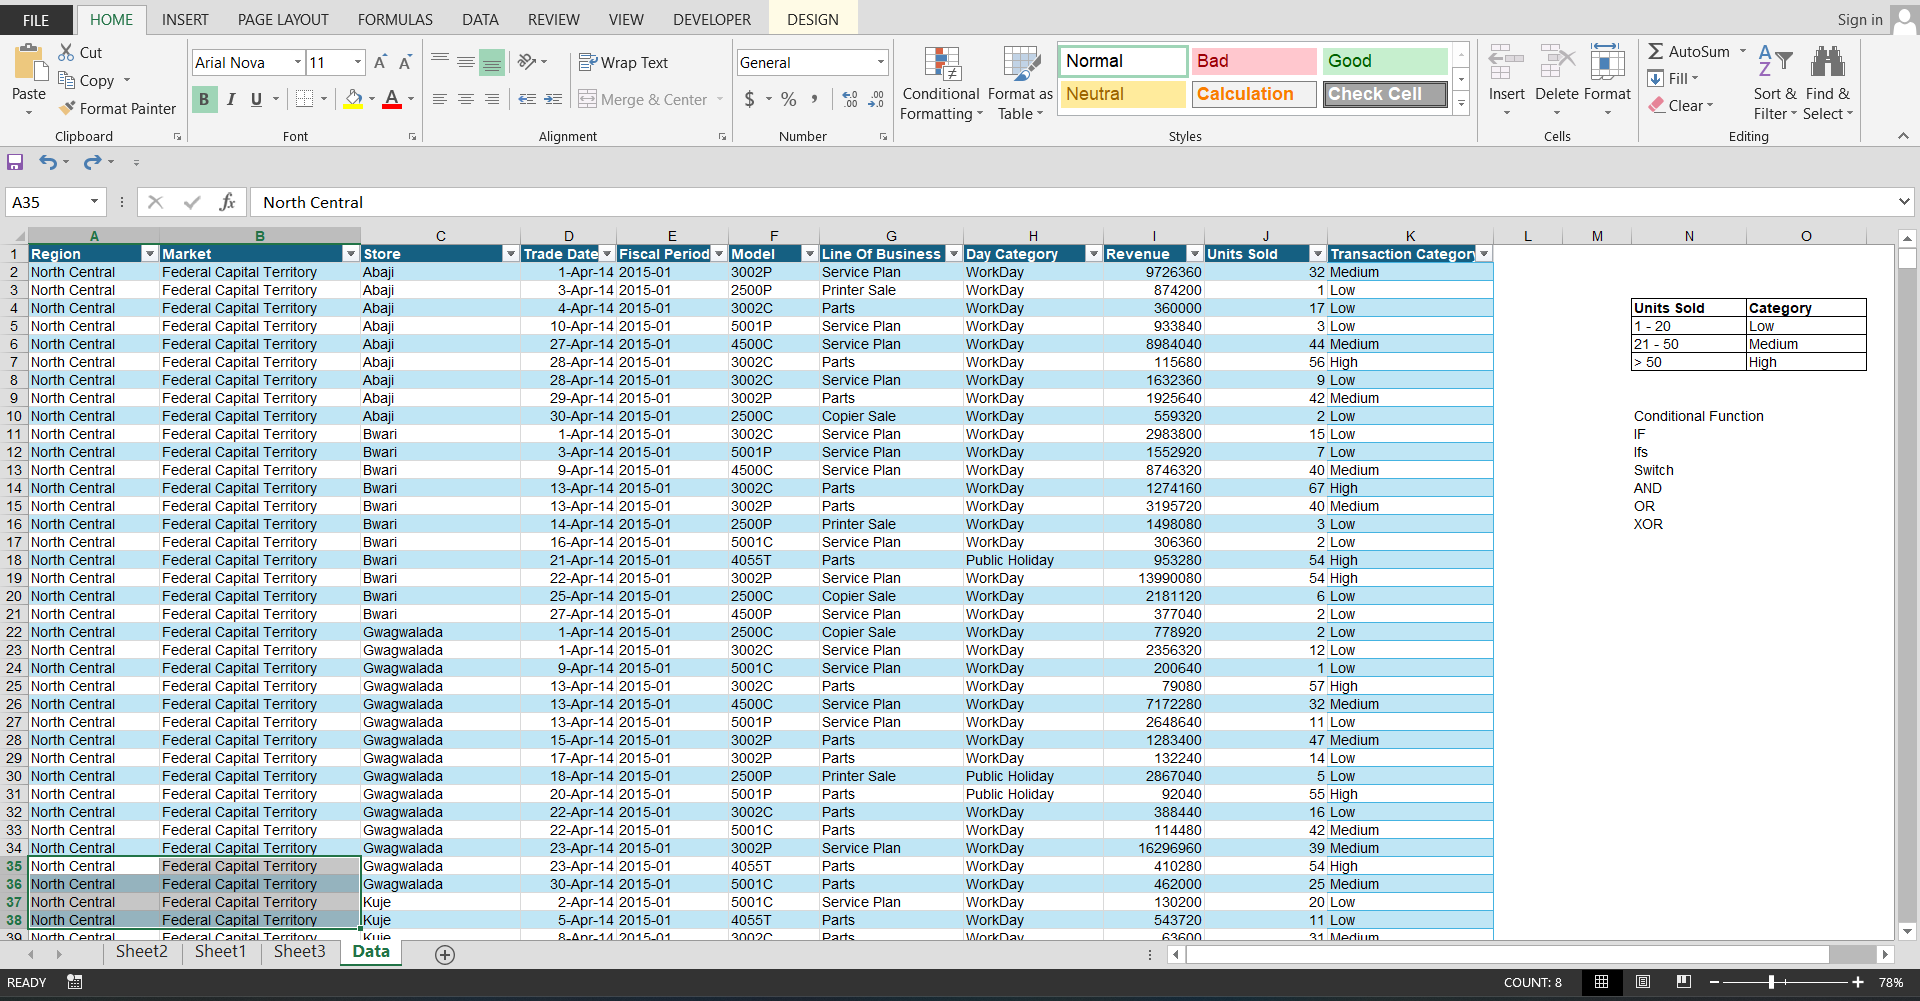 FILE HOME INSERT PAGE LAYOUT FORMULAS DATA REVIEW VIEW DEVELOPER DESIGN Sign in
Paste
Cut
Copy
Format Painter
Clipboard
Arial Nova 11
B I U
Font
Wrap Text
Merge & Center
Alignment
General
$ % ,
Number
Conditional Formatting
Format as Table
Normal Bad Good
Neutral Calculation Check Cell
Styles
Insert Delete Format
Cells
AutoSum
Fill
Clear
Sort & Filter
Find & Select
Editing
A35 fx North Central
A B C D E F G H I J K L M N O
1 Region Market Store Trade Date Fiscal Period Model Line Of Business Day Category Revenue Units Sold Transaction Category
2 North Central Federal Capital Territory Abaji 1-Apr-14 2015-01 3002P Service Plan WorkDay 9726360 32 Medium
3 North Central Federal Capital Territory Abaji 3-Apr-14 2015-01 2500P Printer Sale WorkDay 874200 1 Low
4 North Central Federal Capital Territory Abaji 4-Apr-14 2015-01 3002C Parts WorkDay 360000 17 Low Units Sold Category
5 North Central Federal Capital Territory Abaji 10-Apr-14 2015-01 5001P Service Plan WorkDay 933840 3 Low 1 - 20 Low
6 North Central Federal Capital Territory Abaji 27-Apr-14 2015-01 4500C Service Plan WorkDay 8984040 44 Medium 21 - 50 Medium
7 North Central Federal Capital Territory Abaji 28-Apr-14 2015-01 3002C Parts WorkDay 115680 56 High > 50 High
8 North Central Federal Capital Territory Abaji 28-Apr-14 2015-01 3002C Service Plan WorkDay 1632360 9 Low
9 North Central Federal Capital Territory Abaji 29-Apr-14 2015-01 3002P Parts WorkDay 1925640 42 Medium
10 North Central Federal Capital Territory Abaji 30-Apr-14 2015-01 2500C Copier Sale WorkDay 559320 2 Low Conditional Function
11 North Central Federal Capital Territory Bwari 1-Apr-14 2015-01 3002C Service Plan WorkDay 2983800 15 Low IF
12 North Central Federal Capital Territory Bwari 3-Apr-14 2015-01 5001P Service Plan WorkDay 1552920 7 Low Ifs
13 North Central Federal Capital Territory Bwari 9-Apr-14 2015-01 4500C Service Plan WorkDay 8746320 40 Medium Switch
14 North Central Federal Capital Territory Bwari 13-Apr-14 2015-01 3002C Parts WorkDay 1274160 67 High AND
15 North Central Federal Capital Territory Bwari 13-Apr-14 2015-01 3002P Parts WorkDay 3195720 40 Medium OR
16 North Central Federal Capital Territory Bwari 14-Apr-14 2015-01 2500P Printer Sale WorkDay 1498080 3 Low XOR
17 North Central Federal Capital Territory Bwari 16-Apr-14 2015-01 5001C Service Plan WorkDay 306360 2 Low
18 North Central Federal Capital Territory Bwari 21-Apr-14 2015-01 4055T Parts Public Holiday 953280 54 High
19 North Central Federal Capital Territory Bwari 22-Apr-14 2015-01 3002P Service Plan WorkDay 13990080 54 High
20 North Central Federal Capital Territory Bwari 25-Apr-14 2015-01 2500C Copier Sale WorkDay 2181120 6 Low
21 North Central Federal Capital Territory Bwari 27-Apr-14 2015-01 4500P Service Plan WorkDay 377040 2 Low
22 North Central Federal Capital Territory Gwagwalada 1-Apr-14 2015-01 2500C Copier Sale WorkDay 778920 2 Low
23 North Central Federal Capital Territory Gwagwalada 1-Apr-14 2015-01 3002C Service Plan WorkDay 2356320 12 Low
24 North Central Federal Capital Territory Gwagwalada 9-Apr-14 2015-01 5001C Service Plan WorkDay 200640 1 Low
25 North Central Federal Capital Territory Gwagwalada 13-Apr-14 2015-01 3002C Parts WorkDay 79080 57 High
26 North Central Federal Capital Territory Gwagwalada 13-Apr-14 2015-01 4500C Service Plan WorkDay 7172280 32 Medium
27 North Central Federal Capital Territory Gwagwalada 13-Apr-14 2015-01 5001P Service Plan WorkDay 2648640 11 Low
28 North Central Federal Capital Territory Gwagwalada 15-Apr-14 2015-01 3002P Parts WorkDay 1283400 47 Medium
29 North Central Federal Capital Territory Gwagwalada 17-Apr-14 2015-01 3002P Parts WorkDay 132240 14 Low
30 North Central Federal Capital Territory Gwagwalada 18-Apr-14 2015-01 2500P Printer Sale Public Holiday 2867040 5 Low
31 North Central Federal Capital Territory Gwagwalada 20-Apr-14 2015-01 5001P Parts Public Holiday 92040 55 High
32 North Central Federal Capital Territory Gwagwalada 22-Apr-14 2015-01 3002C Parts WorkDay 388440 16 Low
33 North Central Federal Capital Territory Gwagwalada 22-Apr-14 2015-01 5001C Parts WorkDay 114480 42 Medium
34 North Central Federal Capital Territory Gwagwalada 23-Apr-14 2015-01 3002P Service Plan WorkDay 16296960 39 Medium
35 North Central Federal Capital Territory Gwagwalada 23-Apr-14 2015-01 4055T Parts WorkDay 410280 54 High
36 North Central Federal Capital Territory Gwagwalada 30-Apr-14 2015-01 5001C Parts WorkDay 462000 25 Medium
37 North Central Federal Capital Territory Kuje 2-Apr-14 2015-01 5001C Service Plan WorkDay 130200 20 Low
38 North Central Federal Capital Territory Kuje 5-Apr-14 2015-01 4055T Parts WorkDay 543720 11 Low
39 North Central Federal Capital Territory Kuje 8-Apr-14 2015-01 3002C Parts WorkDay 63600 31 Medium
Sheet2 Sheet1 Sheet3 Data
READY COUNT: 8 78%